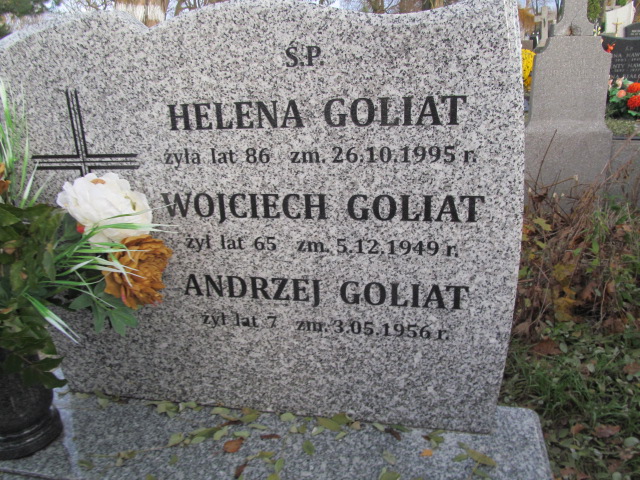 Ś.P.
HELENA GOLIAT
żyła lat 86 zm. 26.10.1995 r.
WOJCIECH GOLIAT
żył lat 65 zm. 5.12.1949 r.
ANDRZEJ GOLIAT
żył lat 7 zm. 3.05.1956 r.